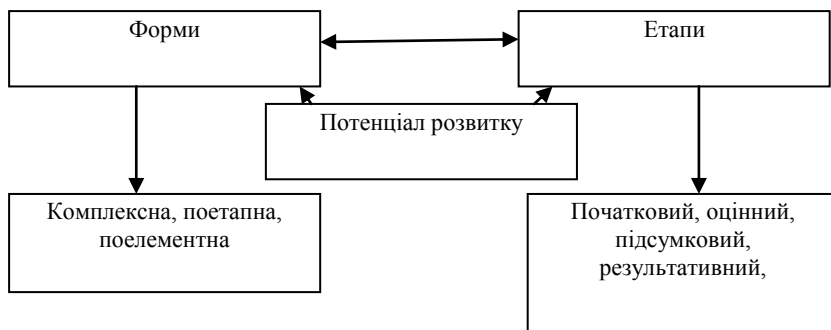 Форми
Етапи
Потенціал розвитку
Комплексна, поетапна,
поелементна
Початковий, оцінний,
підсумковий,
результативний,